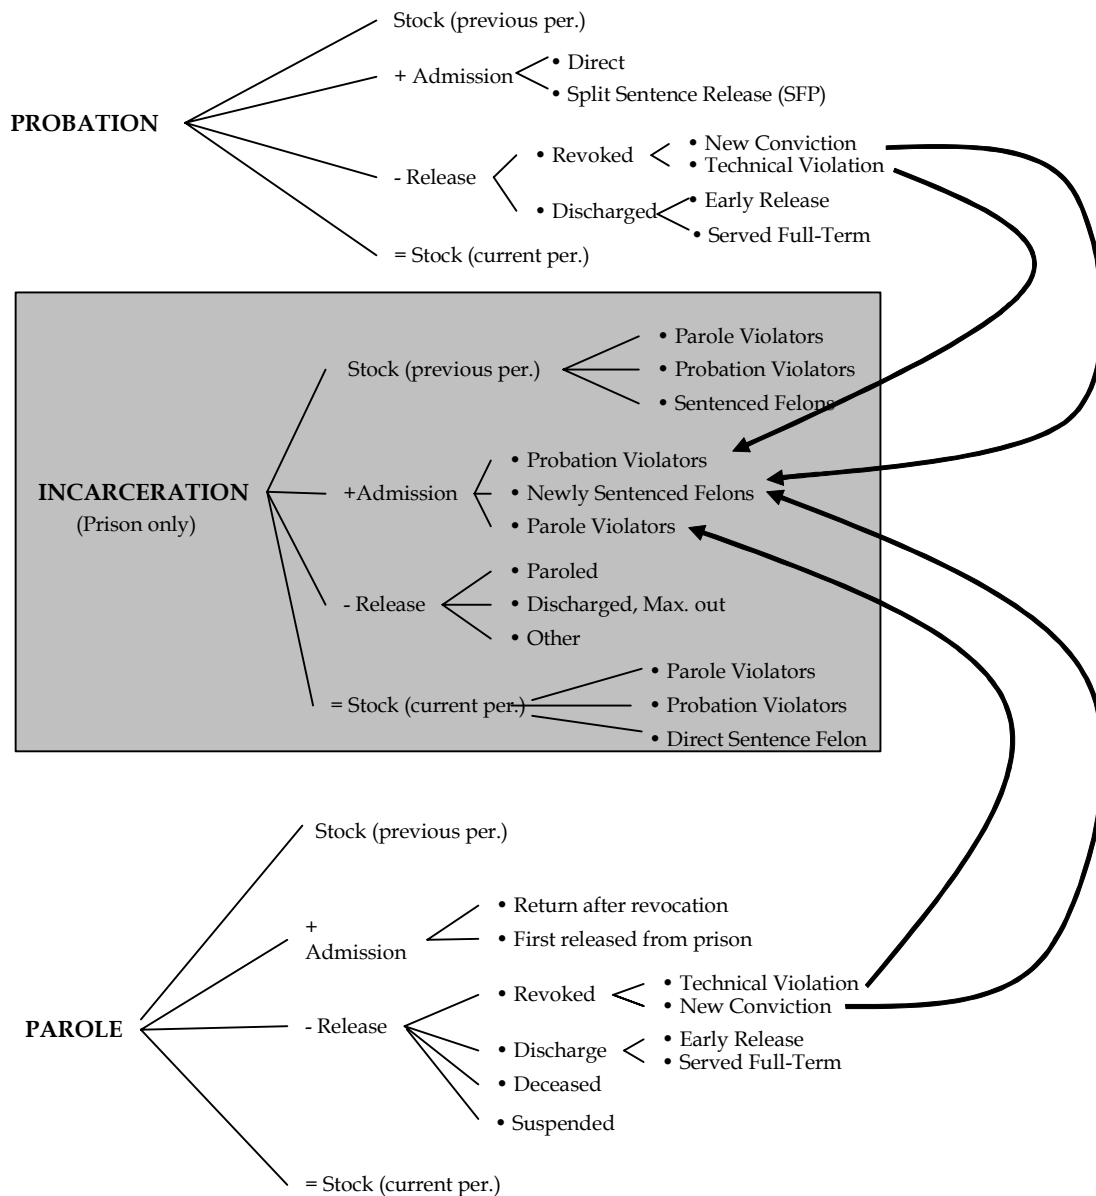 Stock (previous per.)
+ Admission
• Direct
• Split Sentence Release (SFP)
PROBATION
- Release
• Revoked
• New Conviction
• Technical Violation
• Discharged
• Early Release
• Served Full-Term
= Stock (current per.)
Stock (previous per.)
• Parole Violators
• Probation Violators
• Sentenced Felons
INCARCERATION
(Prison only)
+Admission
• Probation Violators
• Newly Sentenced Felons
• Parole Violators
- Release
• Paroled
• Discharged, Max. out
• Other
= Stock (current per.)
• Parole Violators
• Probation Violators
• Direct Sentence Felon
Stock (previous per.)
+
Admission
• Return after revocation
• First released from prison
PAROLE
- Release
• Revoked
• Technical Violation
• New Conviction
• Discharge
• Early Release
• Served Full-Term
• Deceased
• Suspended
= Stock (current per.)